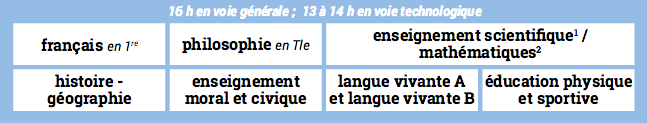 16 h en voie générale ; 13 à 14 h en voie technologique
français en 1re
philosophie en Tle
enseignement scientifique¹ /
mathématiques²
histoire -
géographie
enseignement
moral et civique
langue vivante A
et langue vivante B
éducation physique
et sportive